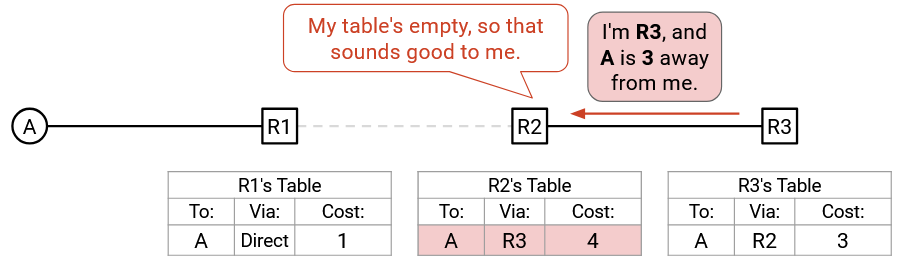 My table's empty, so that
sounds good to me.
I'm R3, and
A is 3 away
from me.
A
R1
R2
R3
R1's Table
To: Via: Cost:
A Direct 1
R2's Table
To: Via: Cost:
A R3 4
R3's Table
To: Via: Cost:
A R2 3